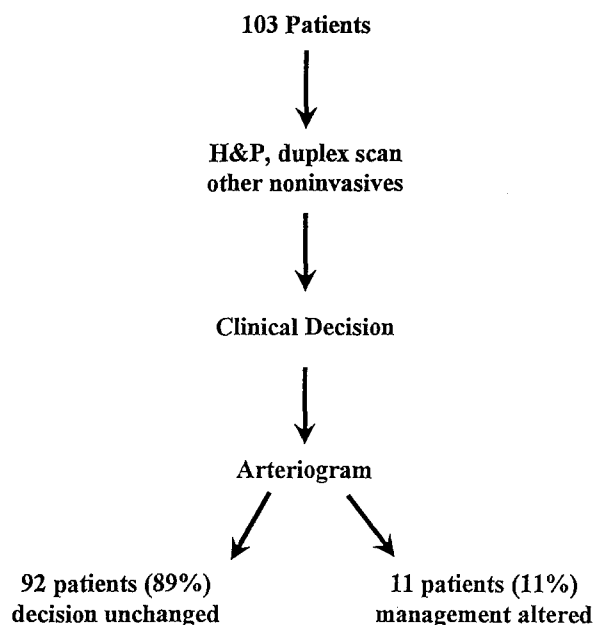 103 Patients
H&P, duplex scan
other noninvasives
Clinical Decision
Arteriogram
92 patients (89%)
decision unchanged
11 patients (11%)
management altered